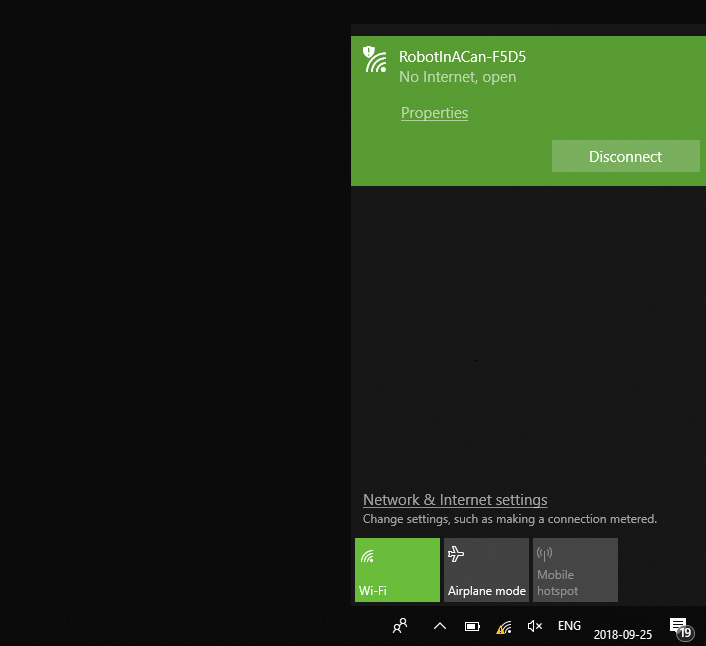 RobotInACan-F5D5
No Internet, open
Properties
Disconnect
Network & Internet settings
Change settings, such as making a connection metered.
Wi-Fi
Airplane mode
Mobile
hotspot
ENG
2018-09-25
19